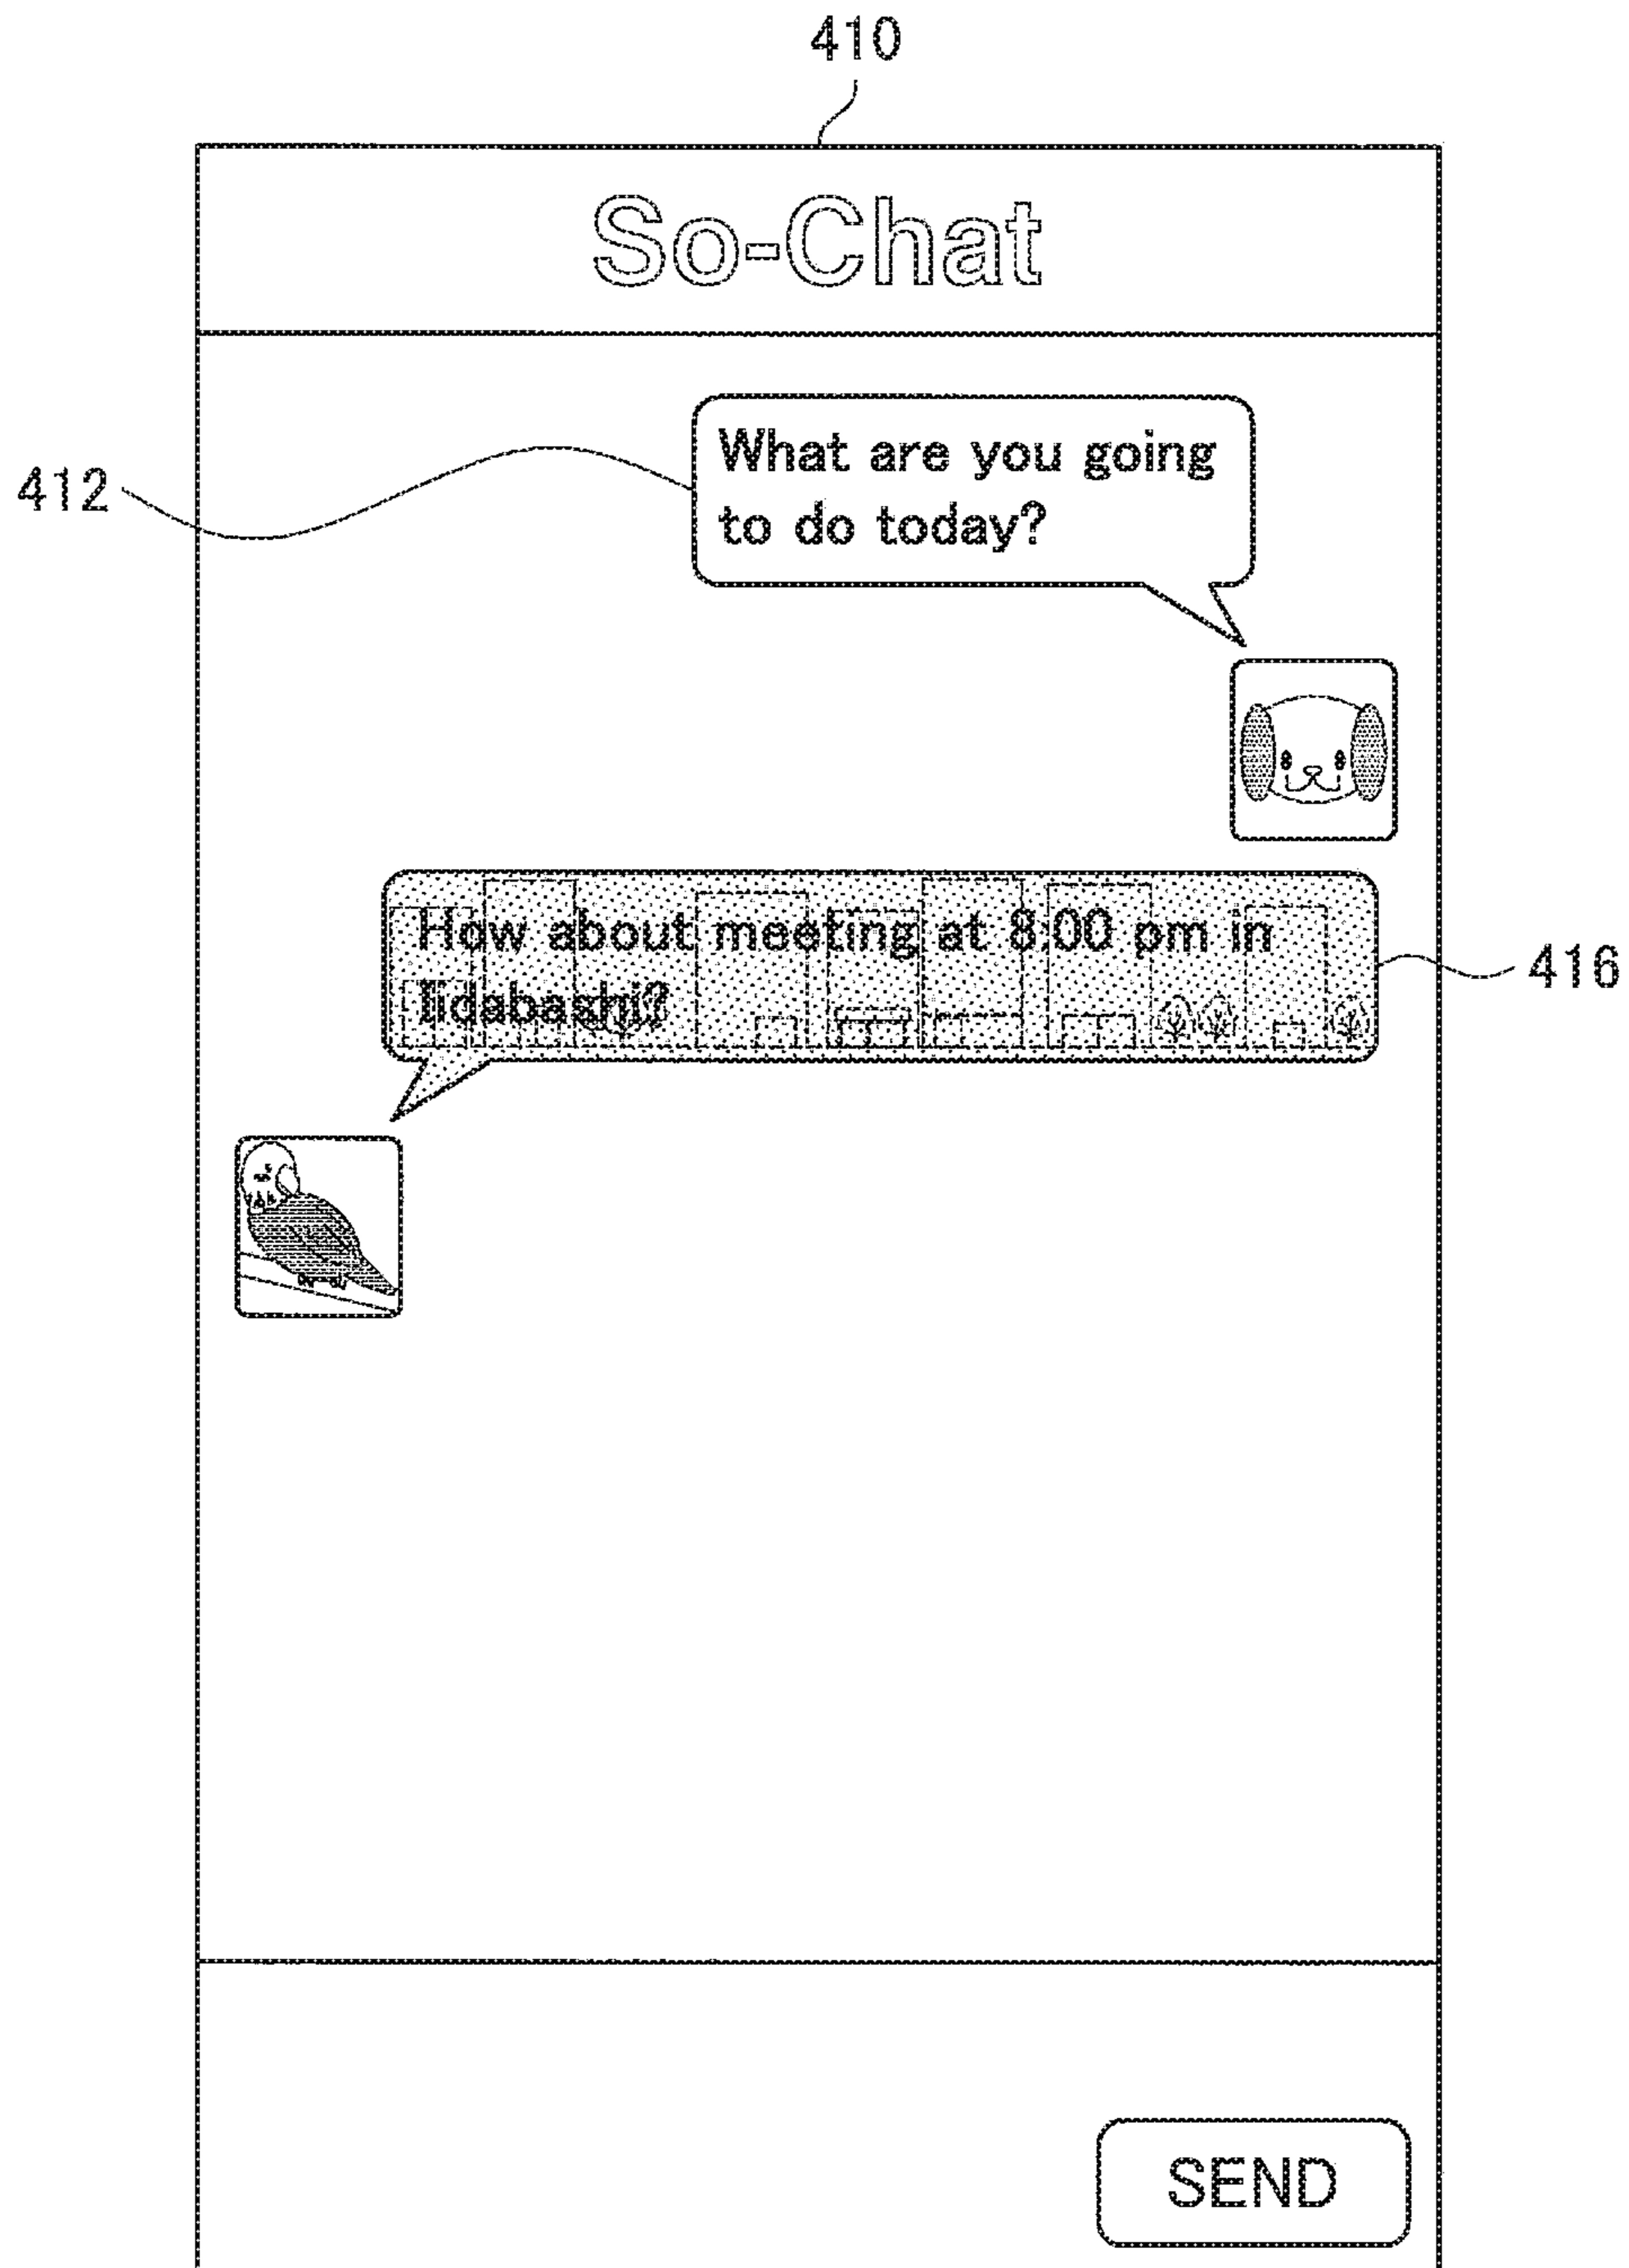 410
So-Chat
412
What are you going
to do today?
How about meeting at 8:00 pm in
Iidabashi?
416
SEND